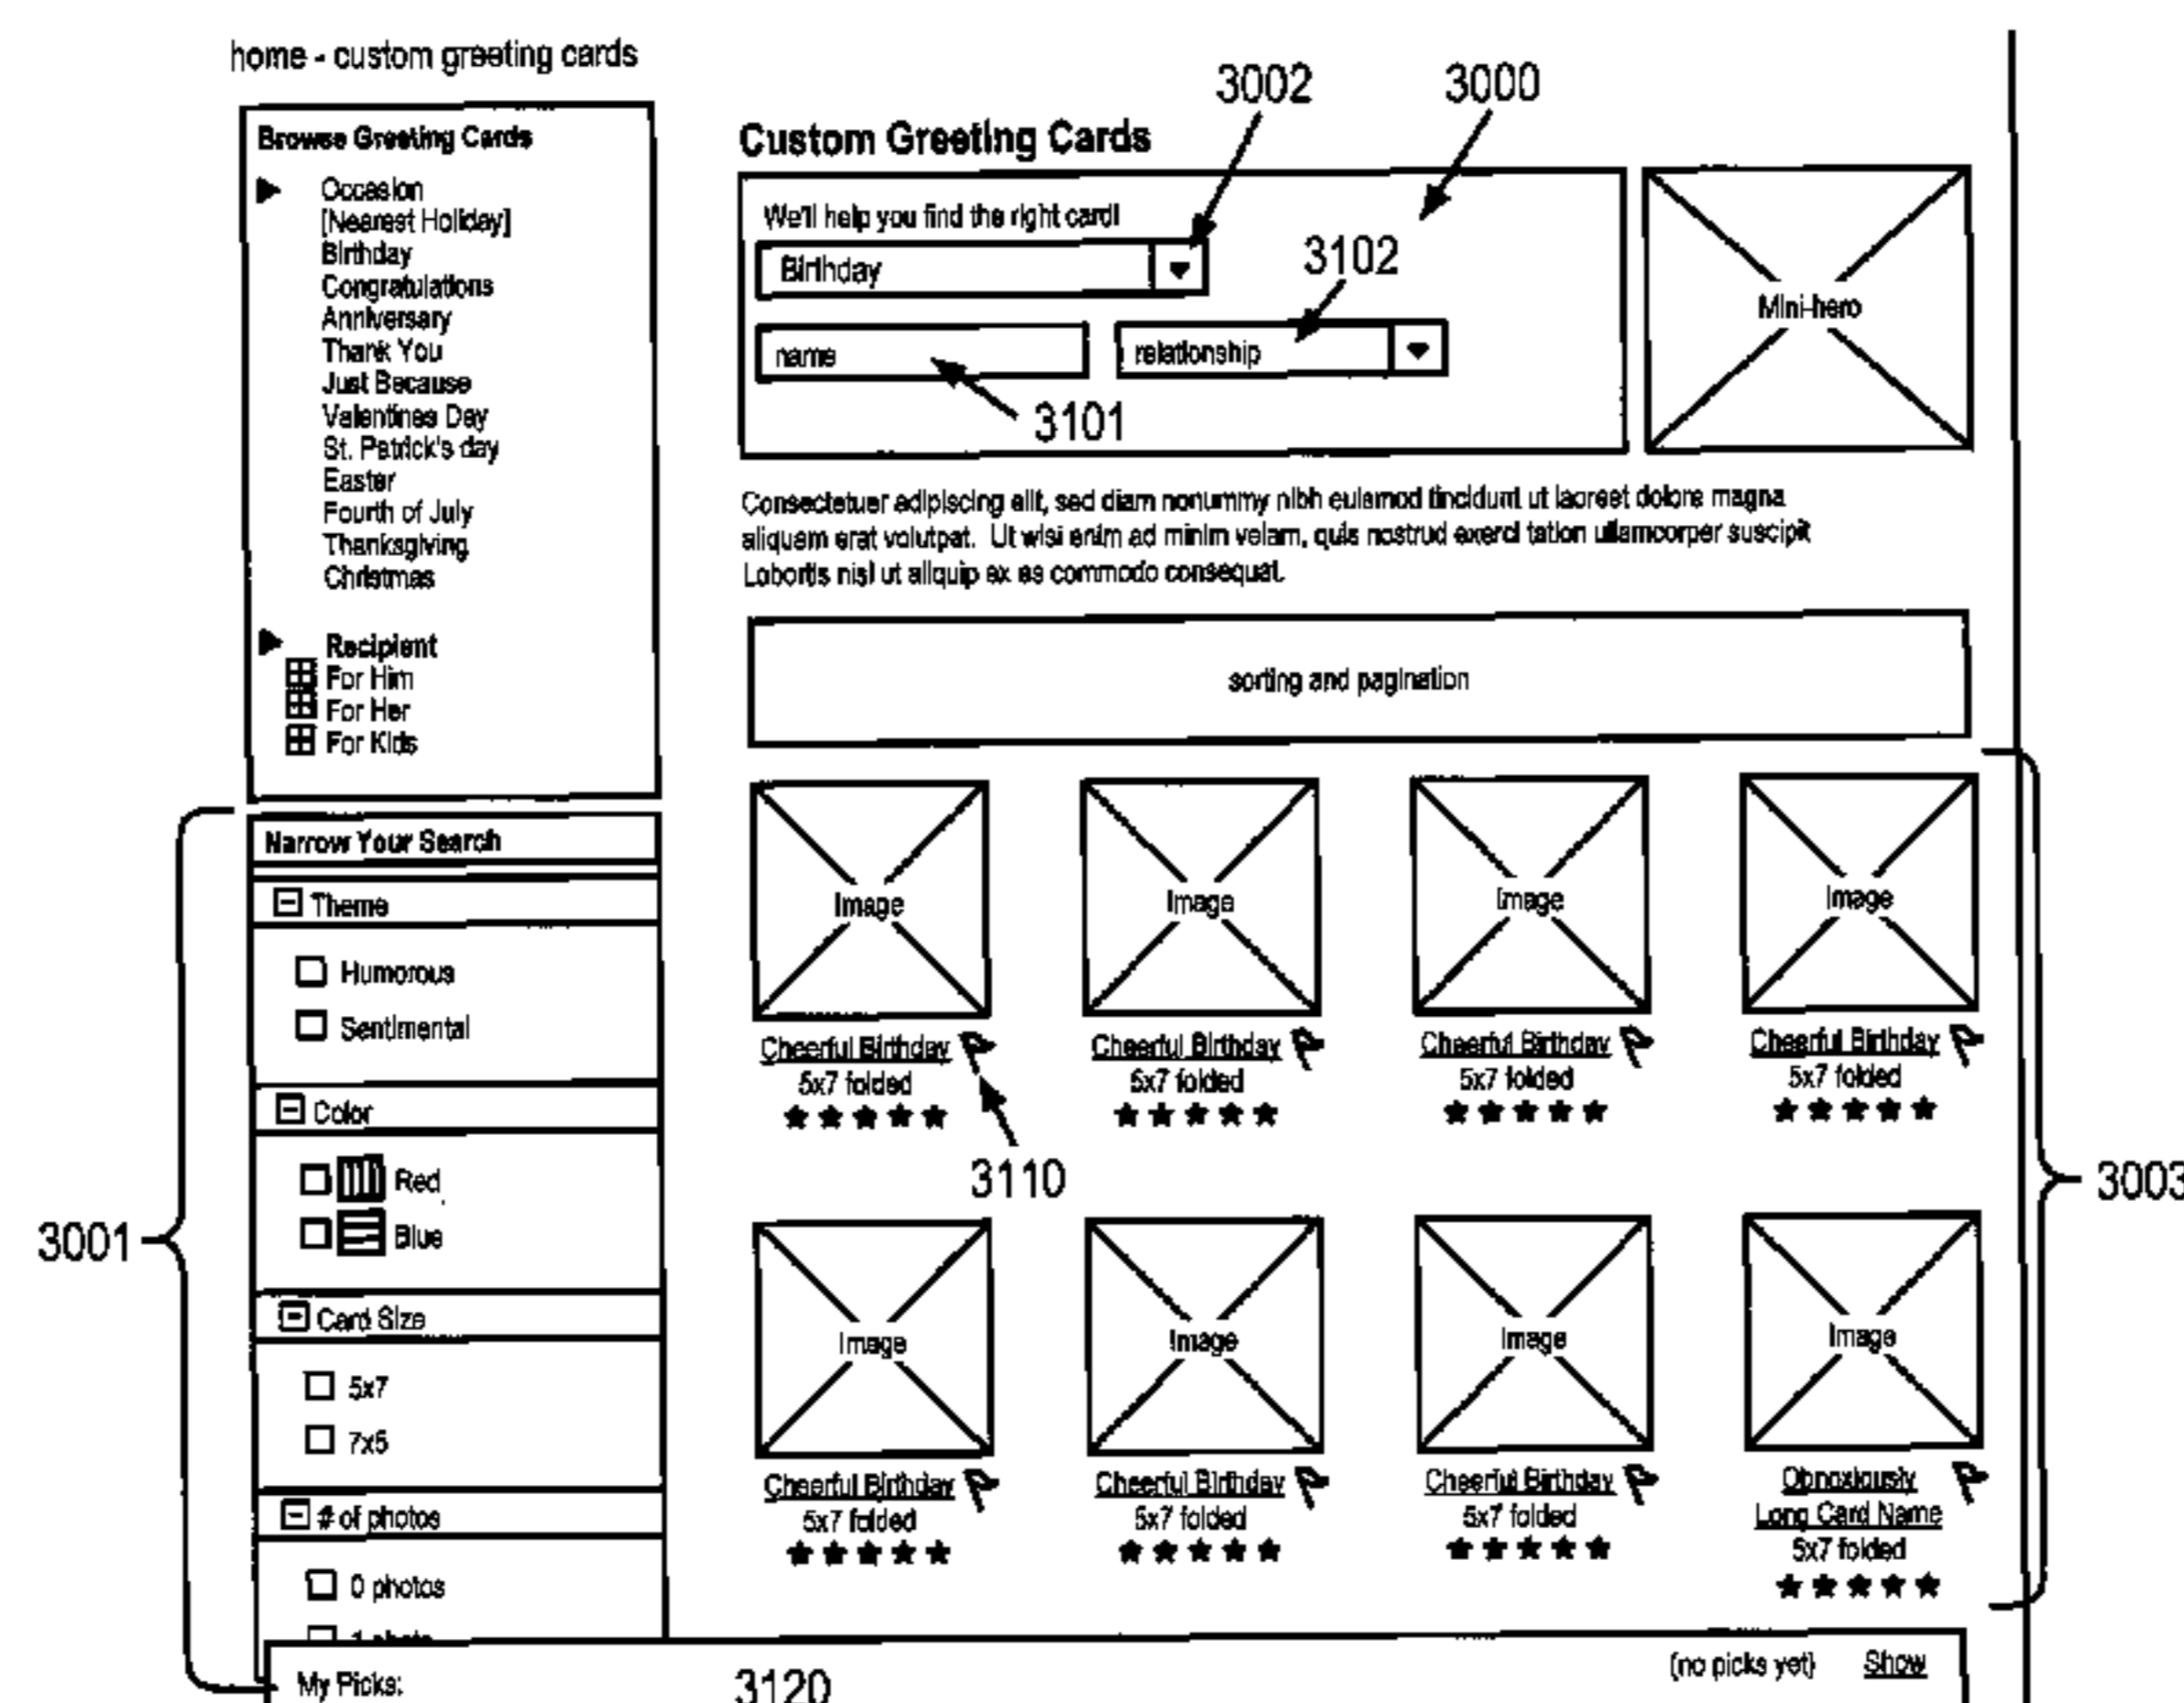 home - custom greeting cards
Browse Greeting Cards
Occasion
[Nearest Holiday]
Birthday
Congratulations
Anniversary
Thank You
Just Because
Valentines Day
St. Patrick's day
Easter
Fourth of July
Thanksgiving
Christmas
Recipient
For Him
For Her
For Kids
3001
Narrow Your Search
Theme
Humorous
Sentimental
Color
Red
Blue
Card Size
5x7
7x5
# of photos
0 photos
3002
3000
Custom Greeting Cards
We'll help you find the right card!
Birthday
3102
name
relationship
3101
Mini-hero
Consectetuer adipiscing elit, sed diam nonummy nibh euismod tincidunt ut laoreet dolore magna
aliquam erat volutpat. Ut wisi enim ad minim veniam, quis nostrud exerci tation ullamcorper suscipit
Lobortis nisl ut aliquip ex ea commodo consequat.
sorting and pagination
Image Image Image Image
Cheerful Birthday Cheerful Birthday Cheerful Birthday Cheerful Birthday
5x7 folded 5x7 folded 5x7 folded 5x7 folded
★★★★★ ★★★★★ ★★★★★ ★★★★★
3110
3003
Image Image Image Image
Cheerful Birthday Cheerful Birthday Cheerful Birthday Obnoxiously
5x7 folded 5x7 folded 5x7 folded Long Card Name
★★★★★ ★★★★★ ★★★★★ 5x7 folded
★★★★★
My Picks:
3120
(no picks yet) Show